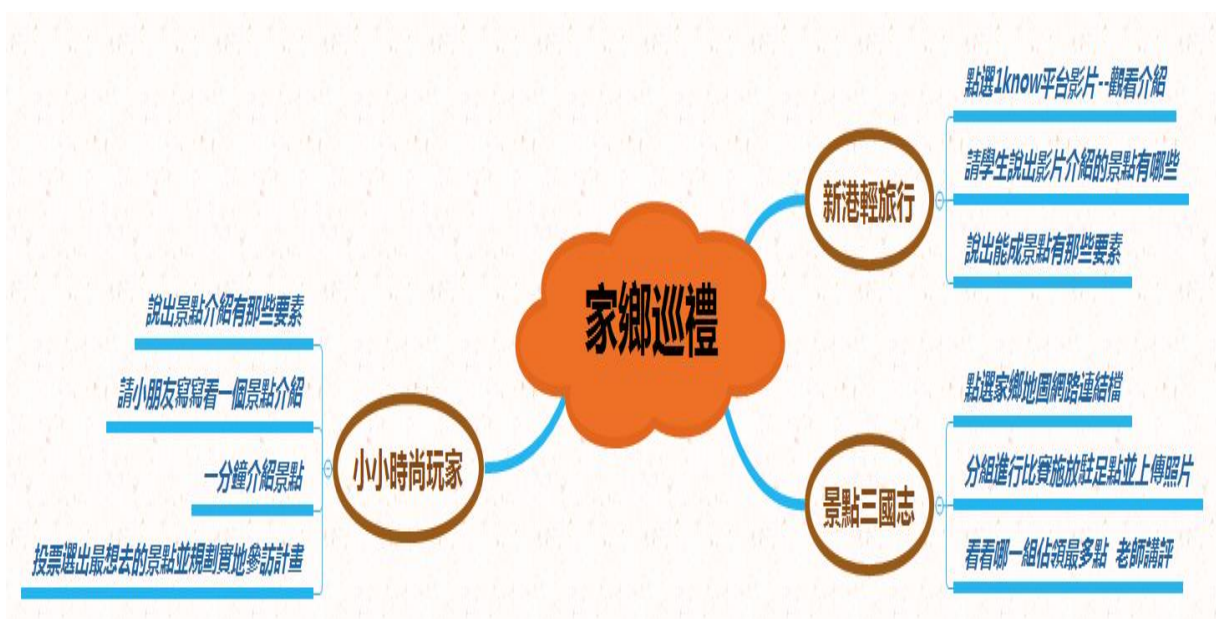 家鄉巡禮
新港輕旅行
點選1know平台影片--觀看介紹
請學生說出影片介紹的景點有哪些
說出能成景點有那些要素
景點三國志
點選家鄉地圖網路連結檔
分組進行比賽施放駐足點並上傳照片
看看哪一組佔領最多點 老師講評
小小時尚玩家
說出景點介紹有那些要素
請小朋友寫寫看一個景點介紹
一分鐘介紹景點
投票選出最想去的景點並規劃實地參訪計畫